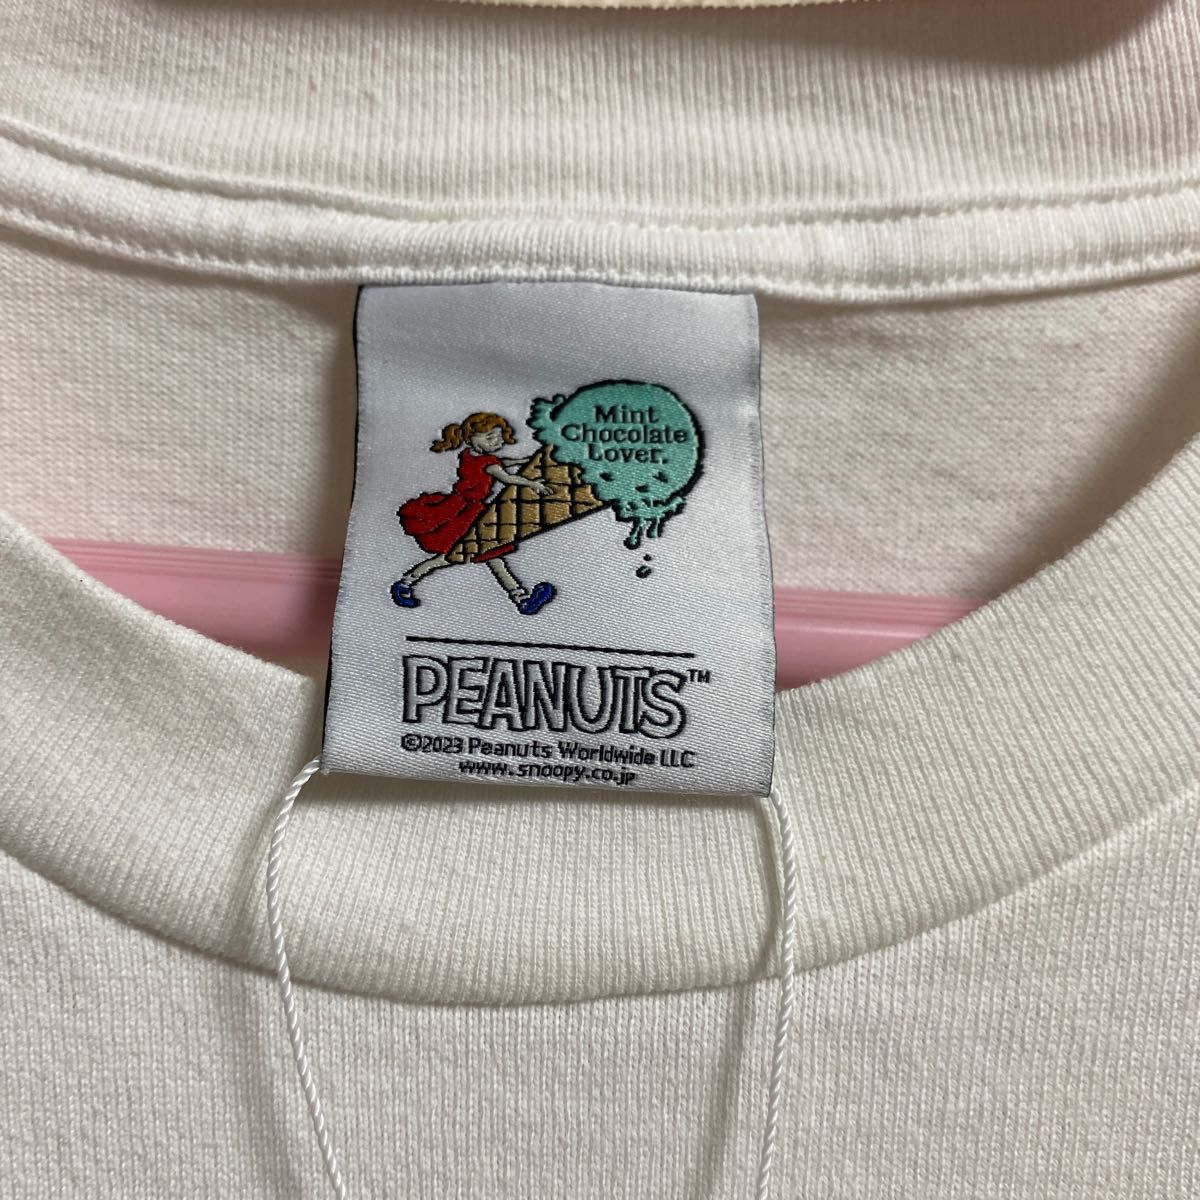 Mint
Chocolate
Lover.
PEANUTS™
©2023 Peanuts Worldwide LLC
www.snoopy.co.jp